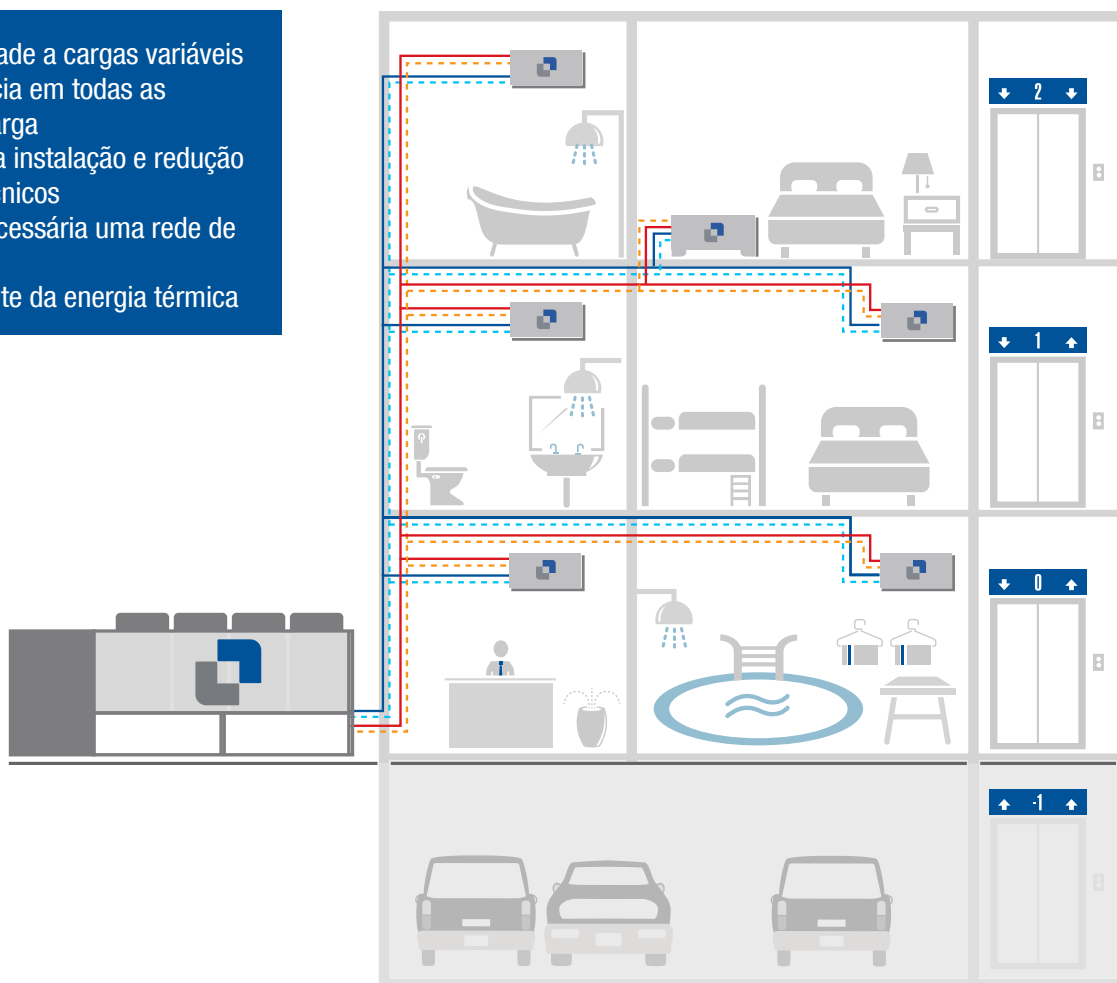 ade a cargas variáveis
cia em todas as
arga
a instalação e redução
cnicos
cessária uma rede de
te da energia térmica
2
1
0
-1